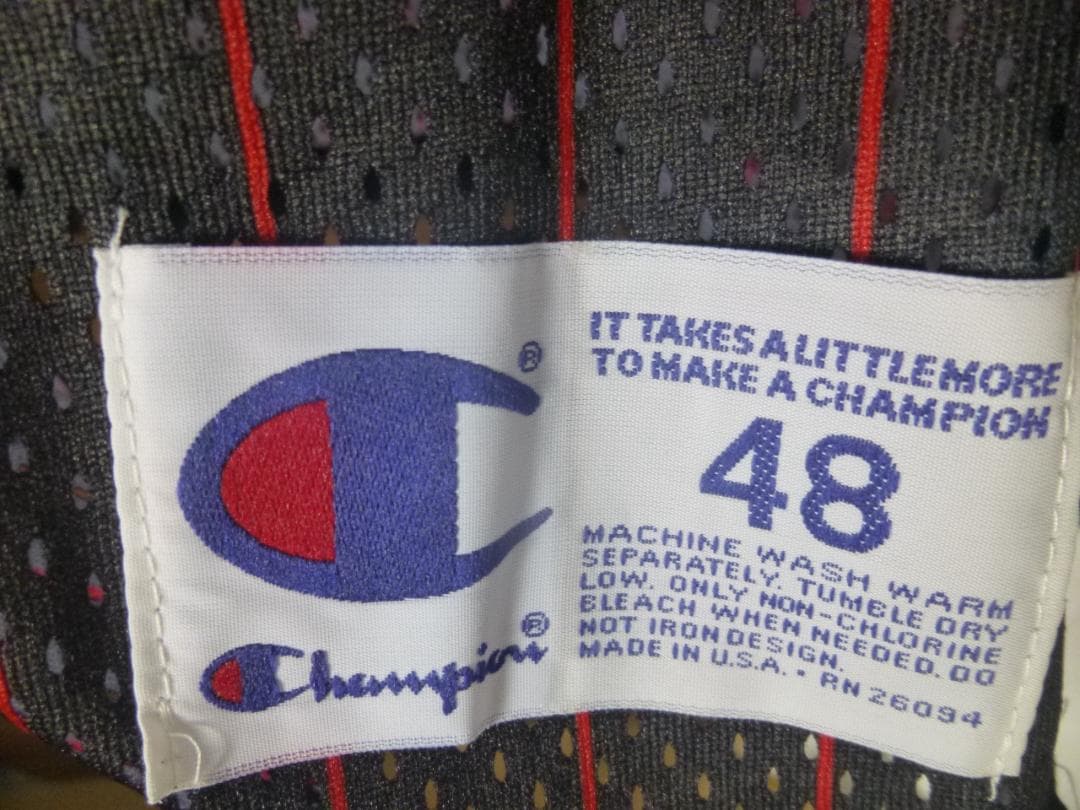 ®
®
Champion
IT TAKES A LITTLE MORE
TO MAKE A CHAMPION
48
MACHINE WASH WARM
SEPARATELY. TUMBLE DRY
LOW. ONLY NON-CHLORINE
BLEACH WHEN NEEDED. DO
NOT IRON DESIGN.
MADE IN U.S.A. • RN 26094